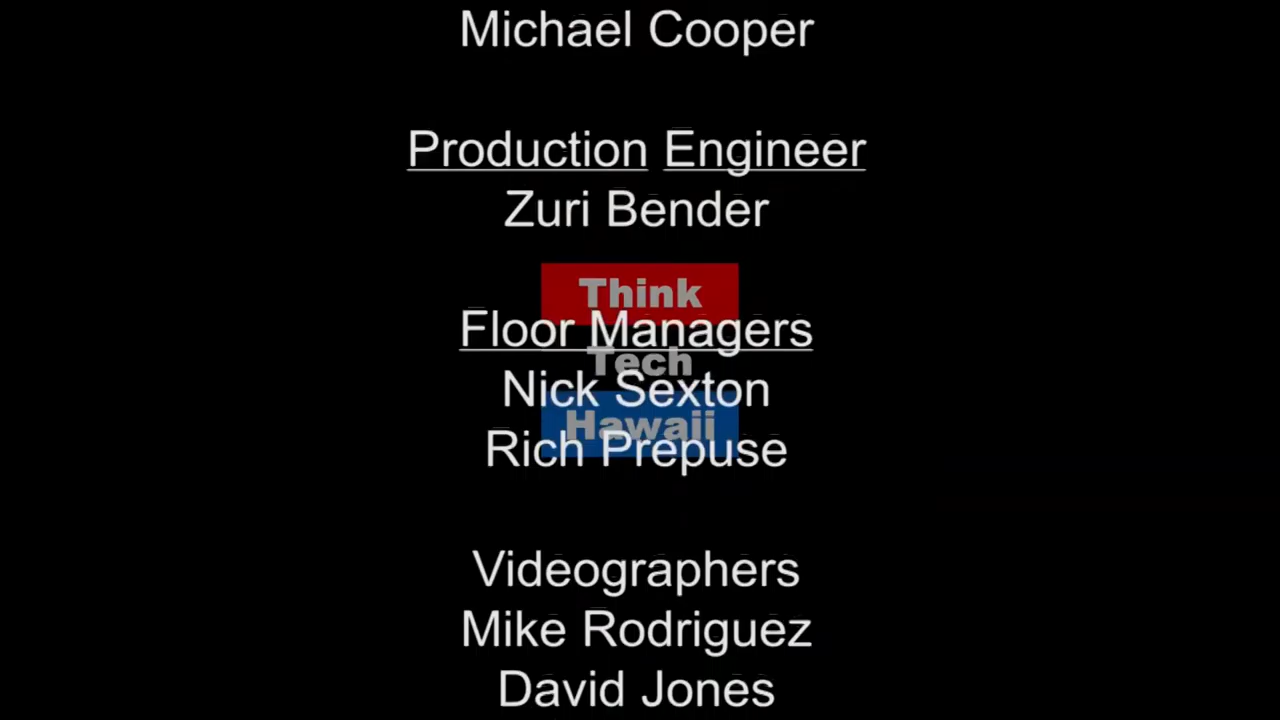 Michael Cooper
Production Engineer
Zuri Bender
Think
Floor Managers
Tech
Nick Sexton
Hawaii
Rich Prepuse
Videographers
Mike Rodriguez
David Jones